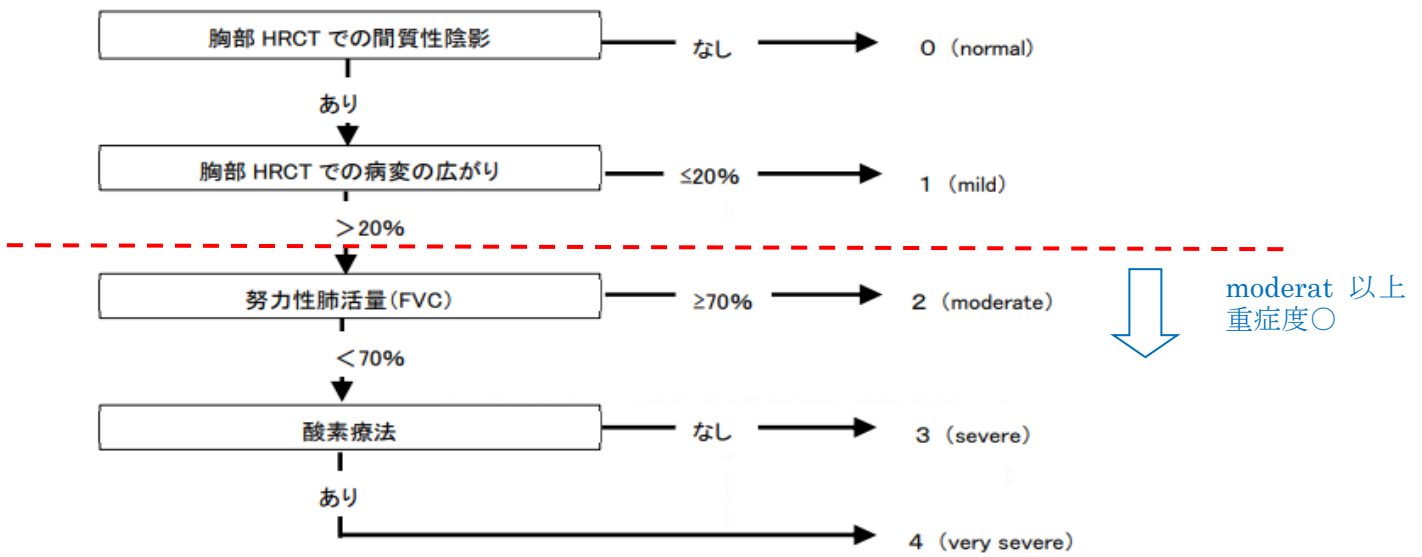 胸部 HRCT での間質性陰影
なし
0 (normal)
あり
胸部 HRCT での病変の広がり
≦20%
1 (mild)
＞20%
努力性肺活量(FVC)
≥70%
2 (moderate)
moderat 以上
重症度○
＜70%
酸素療法
なし
3 (severe)
あり
4 (very severe)